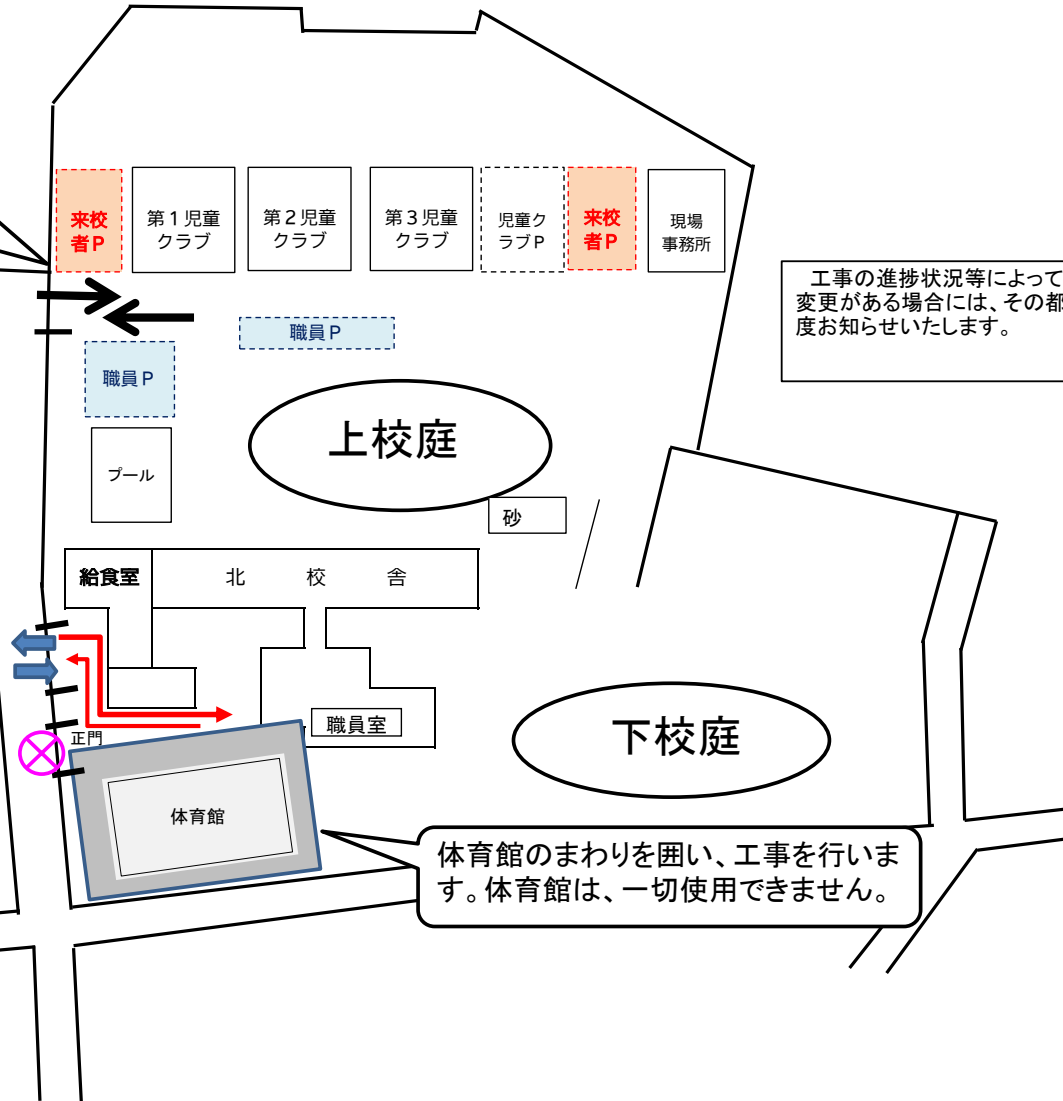 来校
者P
第１児童
クラブ
第２児童
クラブ
第３児童
クラブ
児童ク
ラブＰ
来校
者P
現場
事務所
工事の進捗状況等によって
変更がある場合には、その都
度お知らせいたします。
職員Ｐ
職員Ｐ
上校庭
プール
砂
給食室
北　校　舎
正門
職員室
下校庭
体育館
体育館のまわりを囲い、工事を行いま
す。体育館は、一切使用できません。